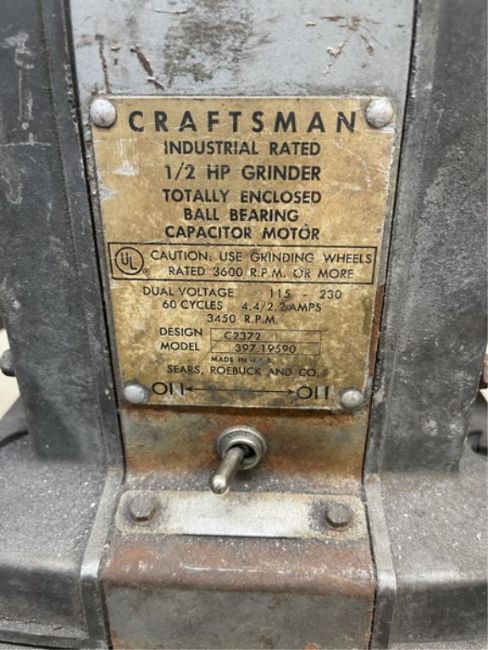 CRAFTSMAN
INDUSTRIAL RATED
1/2 HP GRINDER
TOTALLY ENCLOSED
BALL BEARING
CAPACITOR MOTOR
UL ® CAUTION: USE GRINDING WHEELS
RATED 3600 R.P.M. OR MORE
DUAL VOLTAGE 115 - 230
60 CYCLES 4.4/2.2 AMPS
3450 R.P.M.
DESIGN C2372
MODEL 397.19590
MADE IN U.S.A.
SEARS, ROEBUCK AND CO.